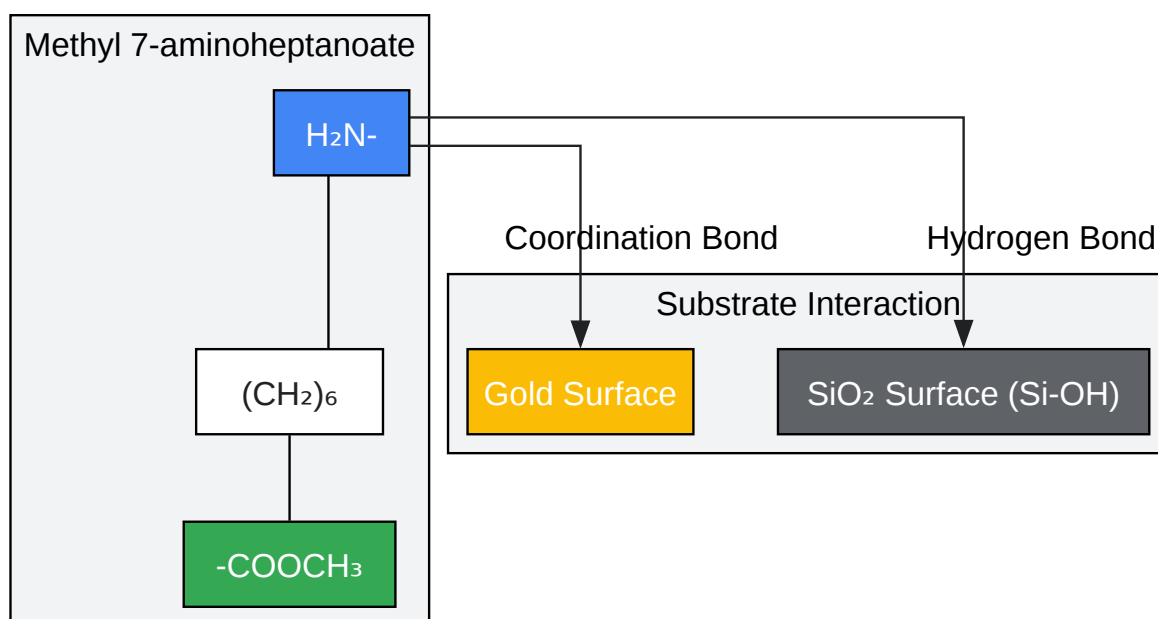 Methyl 7-aminoheptanoate
H₂N-
Coordination Bond
Hydrogen Bond
Substrate Interaction
(CH₂)₆
Gold Surface
SiO₂ Surface (Si-OH)
-COOCH₃